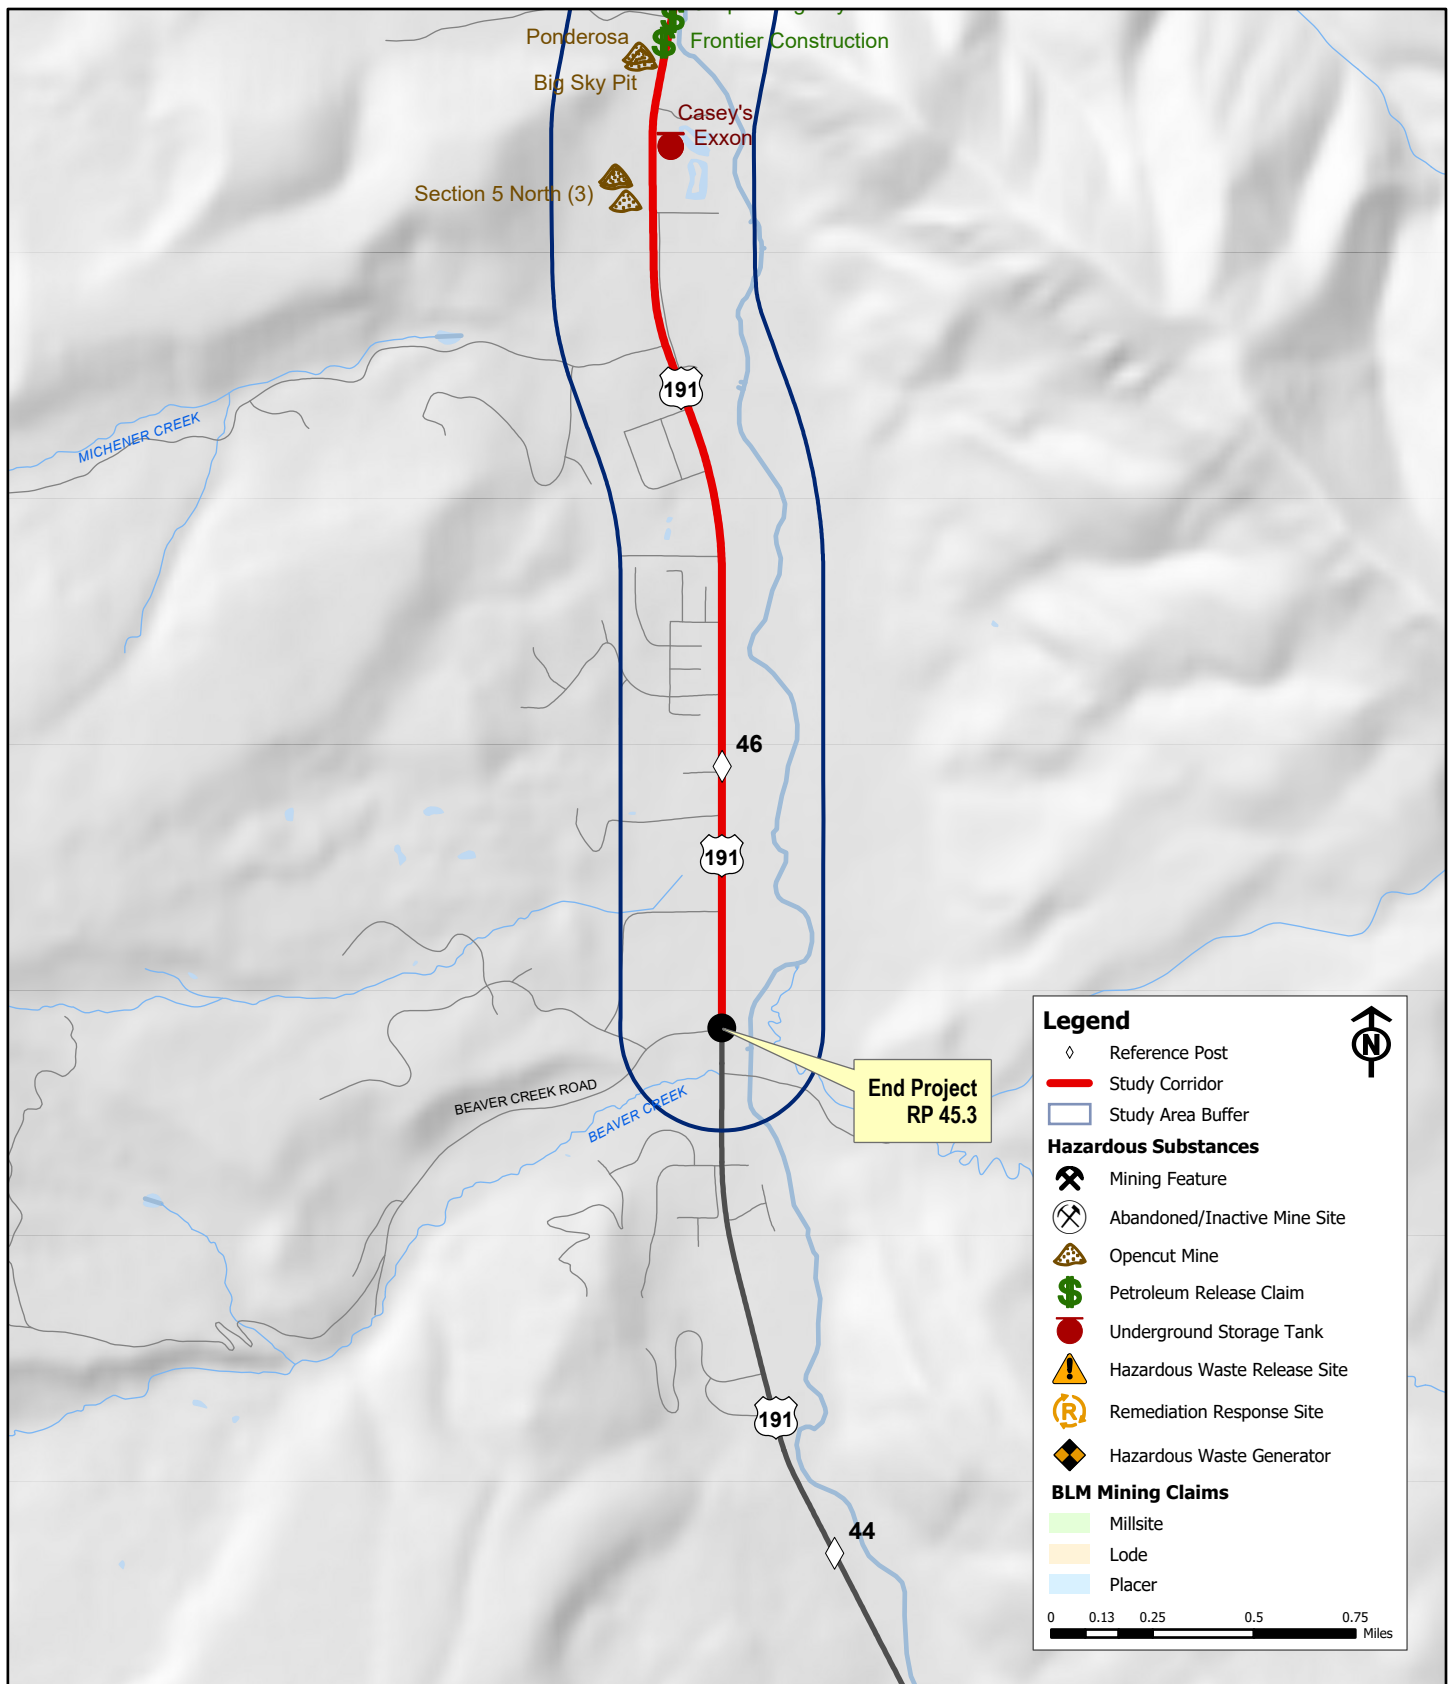 Ponderosa
Frontier Construction
Big Sky Pit
Casey's
Exxon
Section 5 North (3)
191
MICHENER CREEK
46
191
End Project
RP 45.3
BEAVER CREEK ROAD
BEAVER CREEK
191
44
Legend
N
Reference Post
Study Corridor
Study Area Buffer
Hazardous Substances
Mining Feature
Abandoned/Inactive Mine Site
Opencut Mine
$ Petroleum Release Claim
Underground Storage Tank
! Hazardous Waste Release Site
R Remediation Response Site
Hazardous Waste Generator
BLM Mining Claims
Millsite
Lode
Placer
0 0.13 0.25 0.5 0.75
Miles